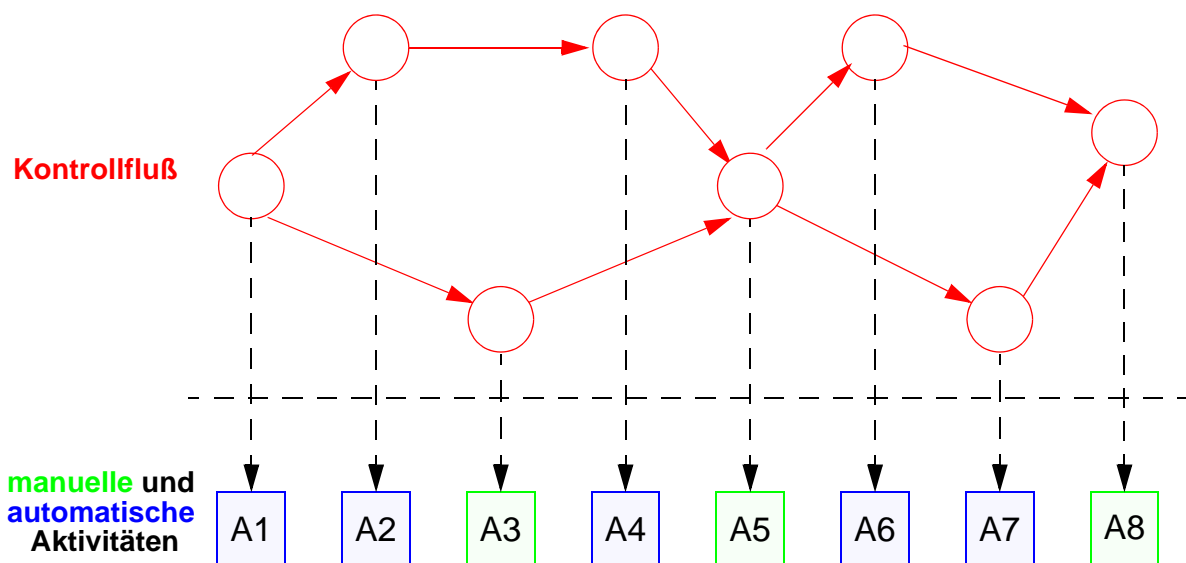 Kontrollfluß
manuelle und
automatische
Aktivitäten
A1 A2 A3 A4 A5 A6 A7 A8